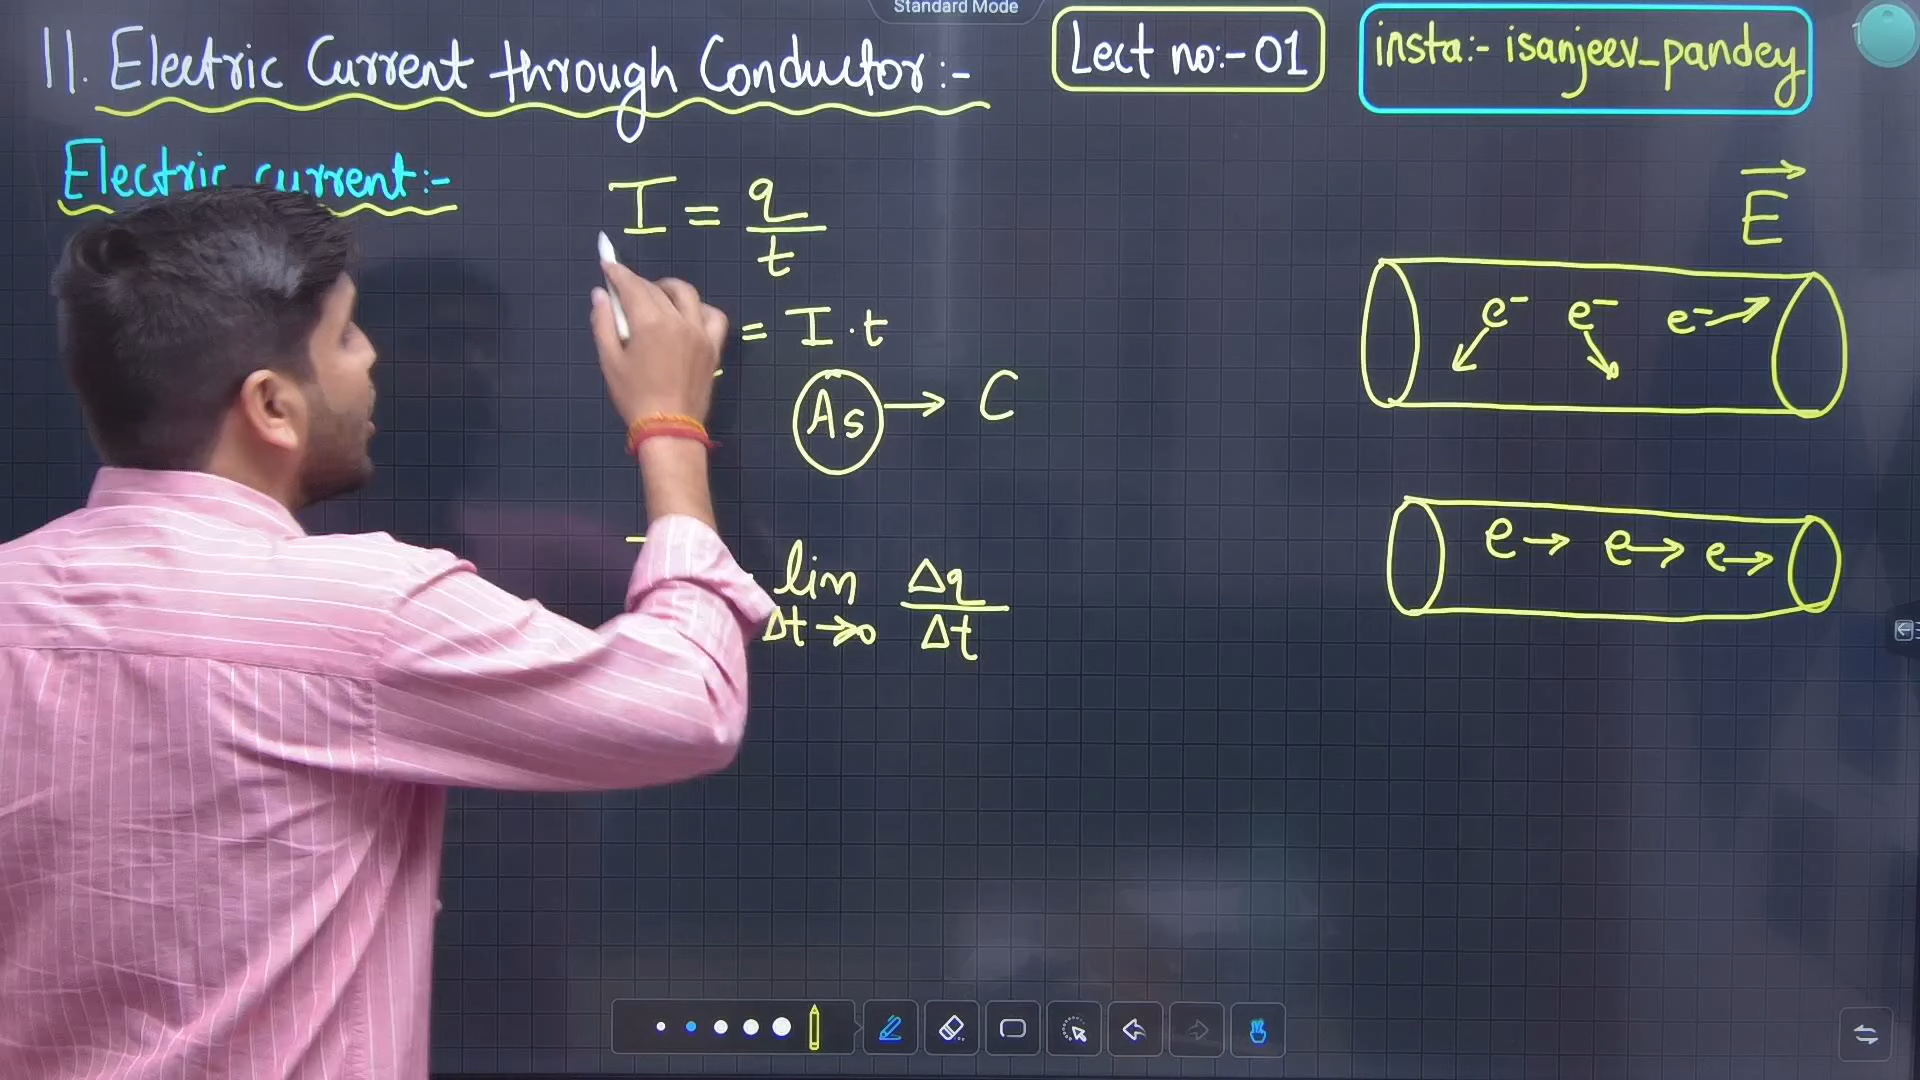 Standard Mode
11. Electric Current through Conductor:-
Lect no:- 01
insta:- isanjeev_pandey
Electric current:-
I = q/t
= I · t
As → C
lim Δt→0 Δq/Δt
E
e⁻ e⁻ e⁻
e → e → e →